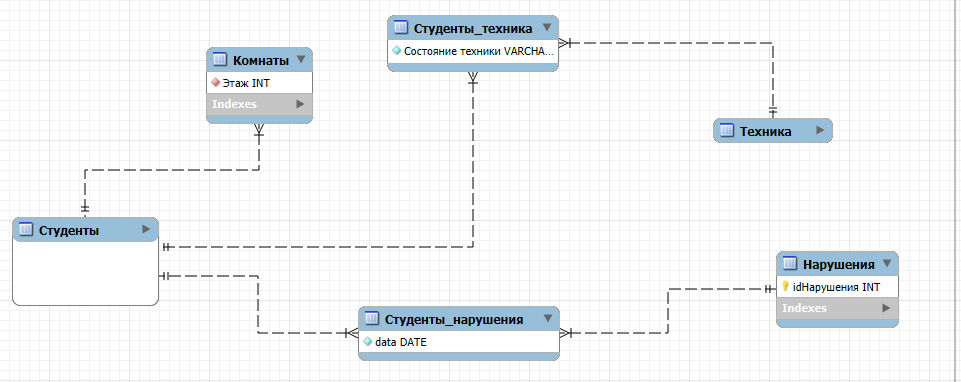 Студенты_техника
Состояние техники VARCHA...
Комнаты
Этаж INT
Indexes
Техника
Студенты
Нарушения
idНарушения INT
Indexes
Студенты_нарушения
data DATE